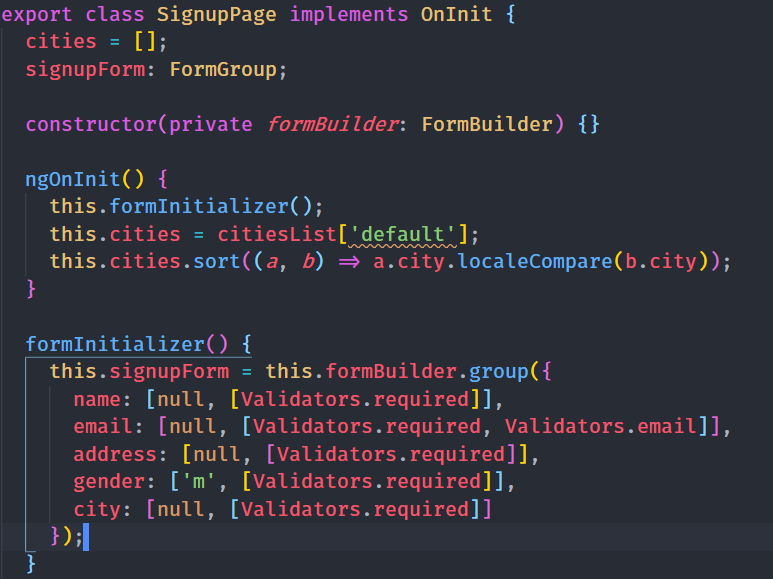 export class SignupPage implements OnInit {
  cities = [];
  signupForm: FormGroup;

  constructor(private formBuilder: FormBuilder) {}

  ngOnInit() {
    this.formInitializer();
    this.cities = citiesList['default'];
    this.cities.sort((a, b) => a.city.localeCompare(b.city));
  }

  formInitializer() {
    this.signupForm = this.formBuilder.group({
      name: [null, [Validators.required]],
      email: [null, [Validators.required, Validators.email]],
      address: [null, [Validators.required]],
      gender: ['m', [Validators.required]],
      city: [null, [Validators.required]]
    });
  }